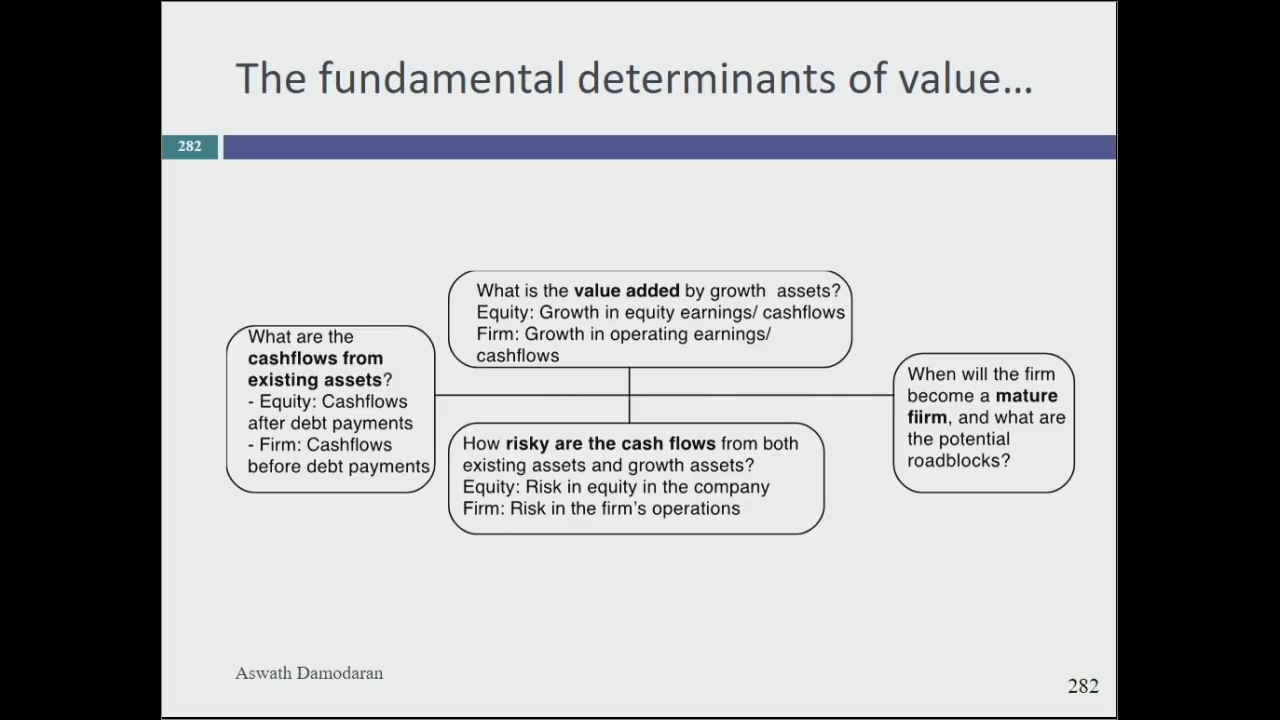 The fundamental determinants of value...
282
What is the value added by growth assets?
Equity: Growth in equity earnings/ cashflows
Firm: Growth in operating earnings/
cashflows
What are the
cashflows from
existing assets?
- Equity: Cashflows
after debt payments
- Firm: Cashflows
before debt payments
When will the firm
become a mature
fiirm, and what are
the potential
roadblocks?
How risky are the cash flows from both
existing assets and growth assets?
Equity: Risk in equity in the company
Firm: Risk in the firm's operations
Aswath Damodaran
282